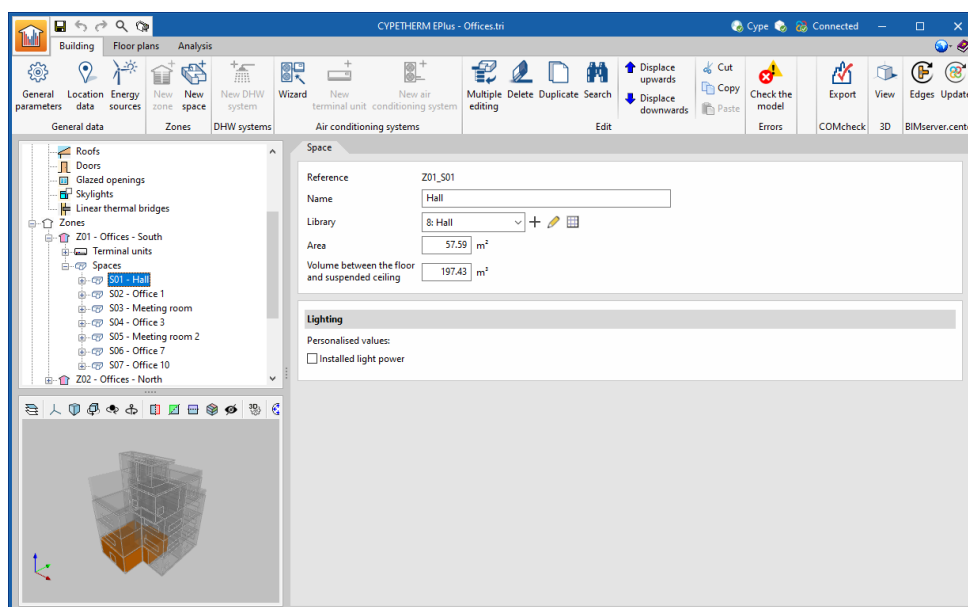 CYPETHERM EPlus - Offices.tri
Cype
Connected
Building Floor plans Analysis
General parameters
Location data
Energy sources
New zone
New space
New DHW system
Wizard
New terminal unit
New air conditioning system
Multiple editing
Delete
Duplicate
Search
Displace upwards
Displace downwards
Cut
Copy
Paste
Check the model
Export
View
Edges
Update
General data
Zones
DHW systems
Air conditioning systems
Edit
Errors
COMcheck
3D
BIMserver.cente
Roofs
Doors
Glazed openings
Skylights
Linear thermal bridges
Zones
Z01 - Offices - South
Terminal units
Spaces
S01 - Hall
S02 - Office 1
S03 - Meeting room
S04 - Office 3
S05 - Meeting room 2
S06 - Office 7
S07 - Office 10
Z02 - Offices - North
3D
Space
Reference Z01_S01
Name Hall
Library 8: Hall
Area 57.59 m²
Volume between the floor
and suspended ceiling 197.43 m³
Lighting
Personalised values:
Installed light power